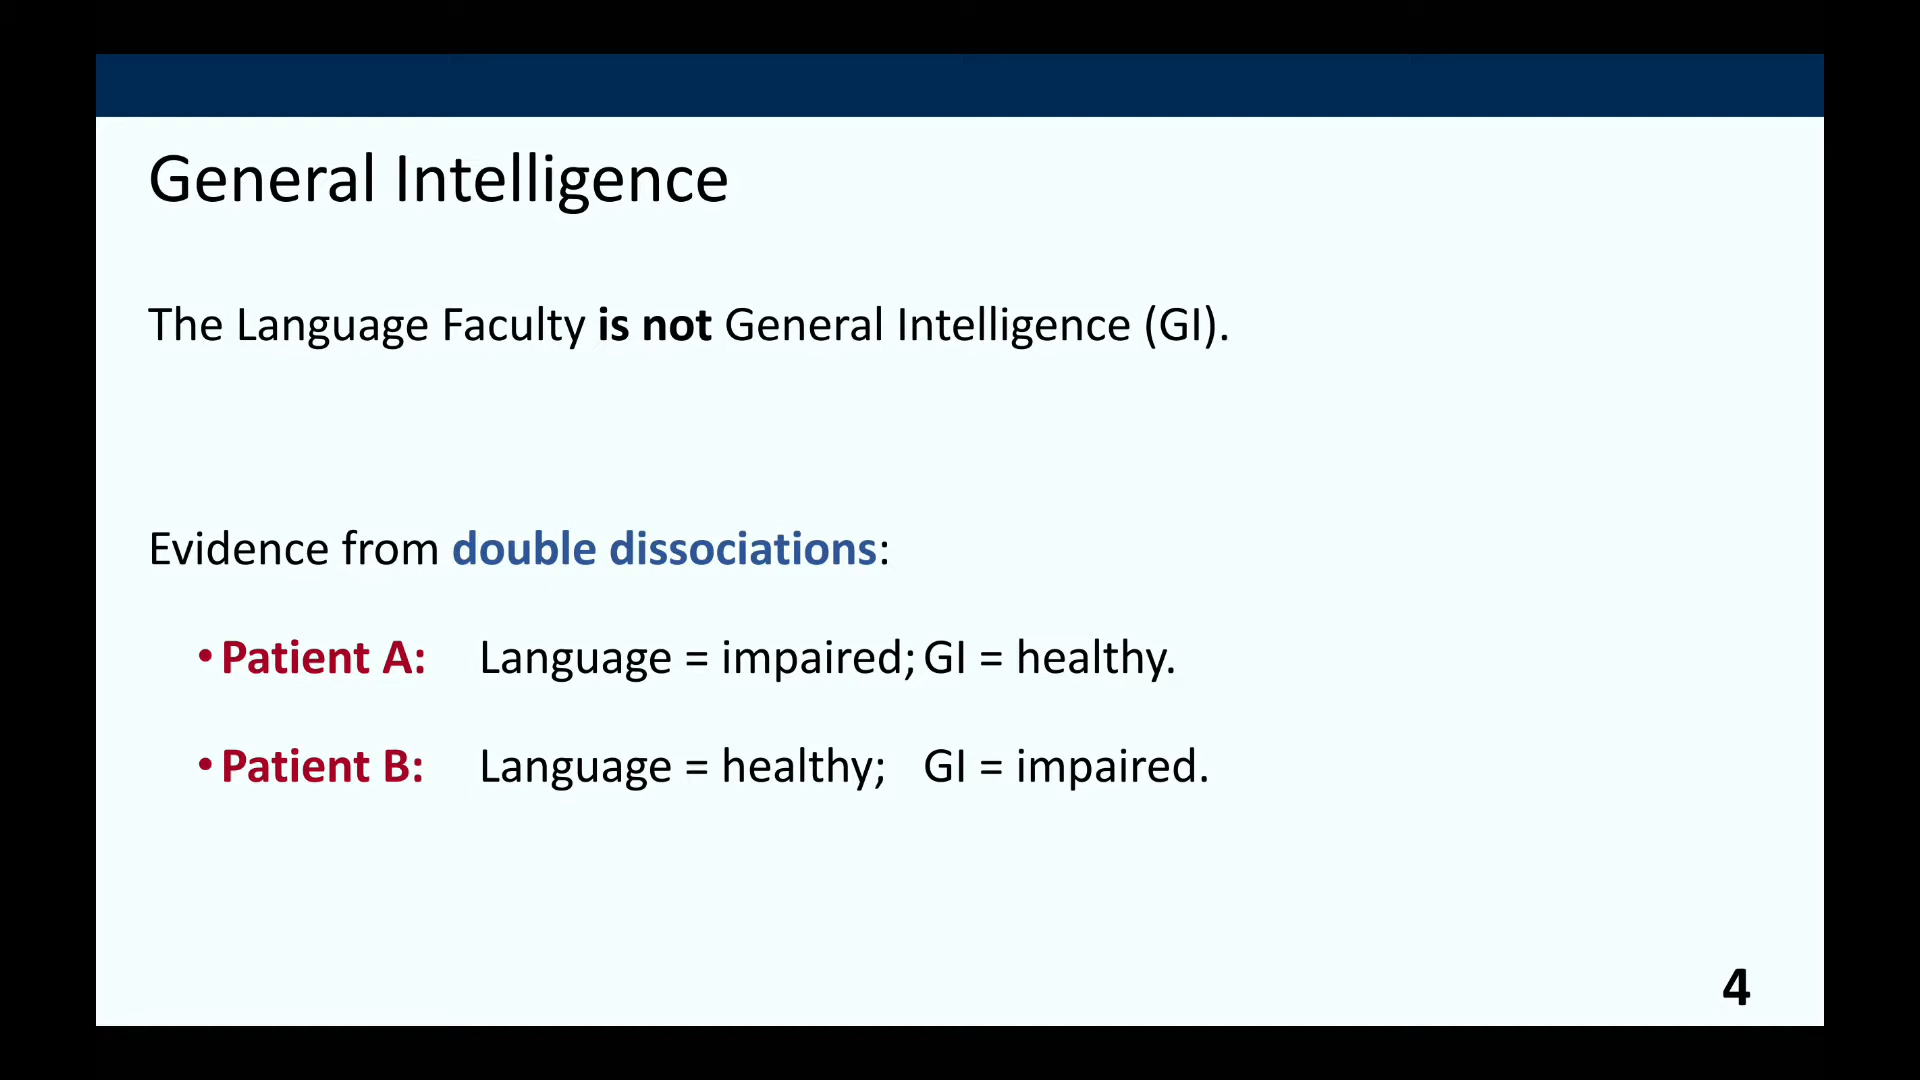 General Intelligence
The Language Faculty is not General Intelligence (GI).
Evidence from double dissociations:
• Patient A: Language = impaired; GI = healthy.
• Patient B: Language = healthy; GI = impaired.
4